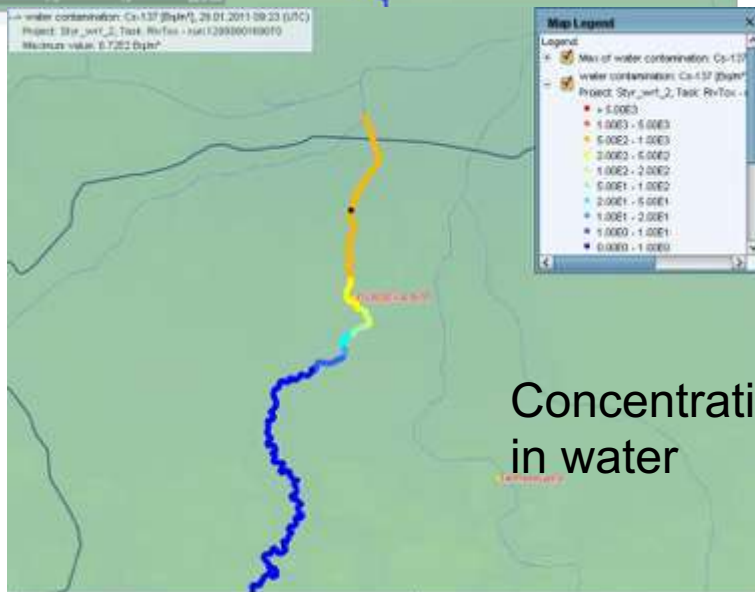 water contamination: Cs-137 [Bq/m³], 29.01.2011 09:23 (UTC)
Project: Styr_wrt_2, Task: RivTox -
Maximum value: 8.72E2 Bq/m³
Map Legend
Legend
Max of water contamination: Cs-137
water contamination: Cs-137 [Bq/m³]
Project: Styr_wrt_2, Task: RivTox -
> 5.00E3
1.00E3 - 5.00E3
5.00E2 - 1.00E3
2.00E2 - 5.00E2
1.00E2 - 2.00E2
5.00E1 - 1.00E2
2.00E1 - 5.00E1
1.00E1 - 2.00E1
1.00E0 - 1.00E1
0.00E0 - 1.00E0
Concentrati
in water